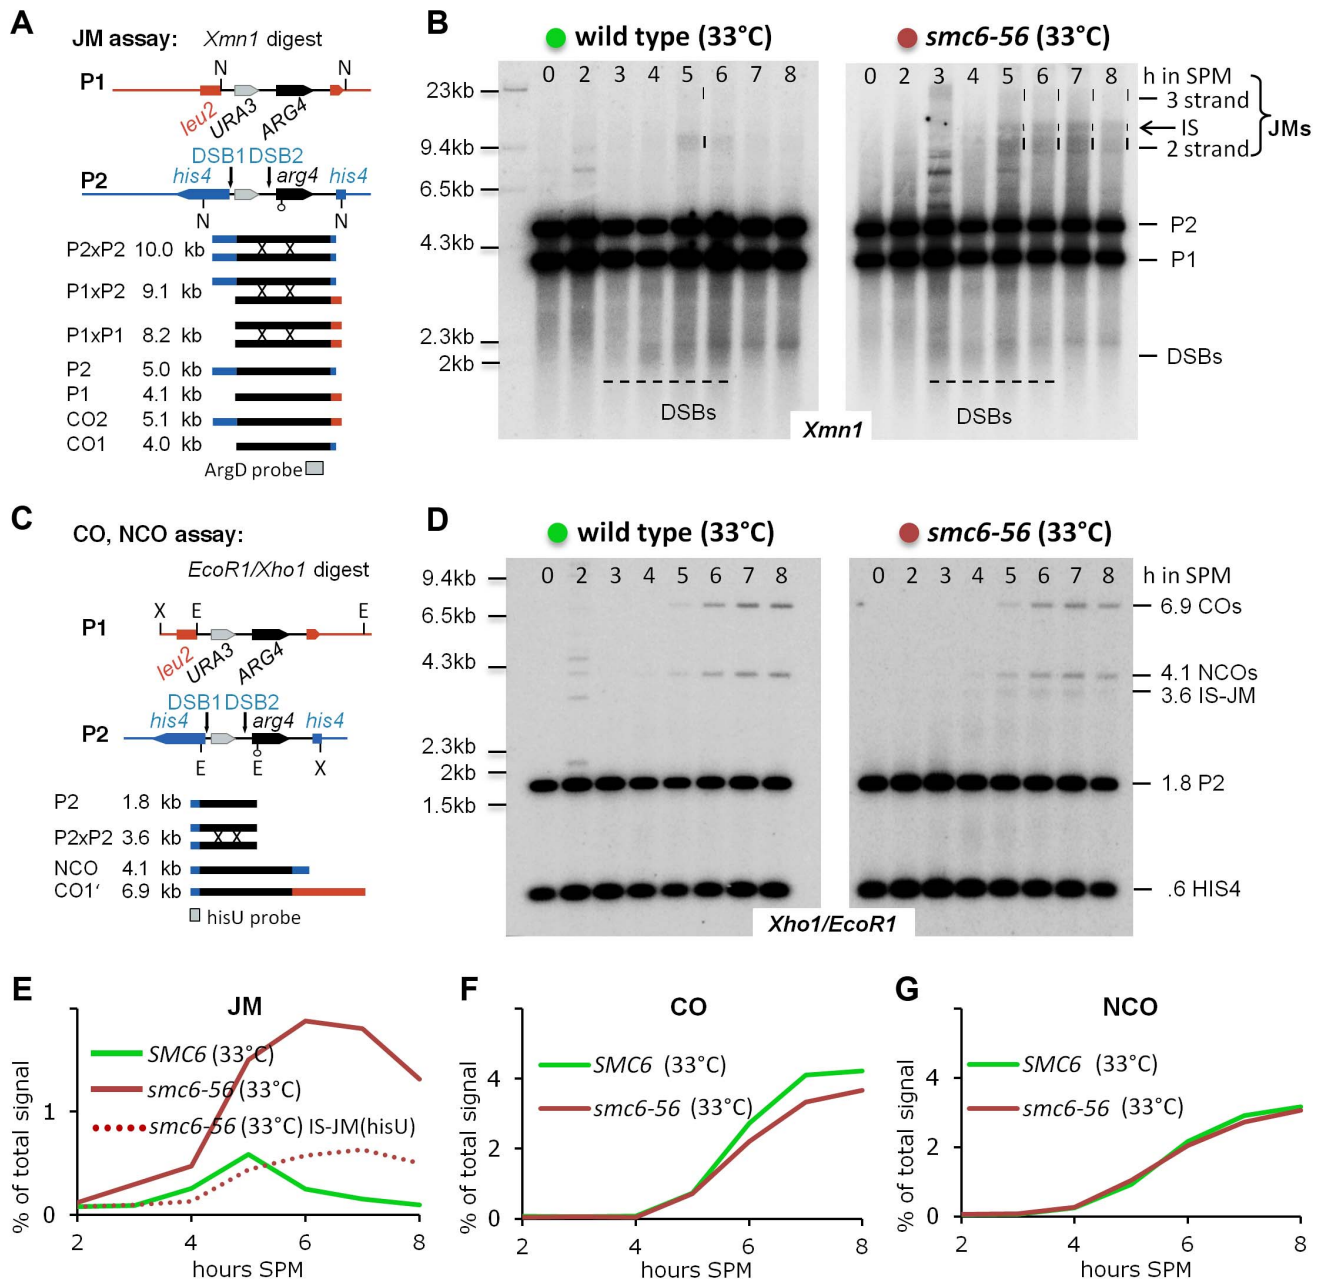 A
JM assay: Xmn1 digest
N N
P1
leu2 URA3 ARG4
DSB1 DSB2
his4 arg4 his4
P2
N N
P2xP2 10.0 kb
P1xP2 9.1 kb
P1xP1 8.2 kb
P2 5.0 kb
P1 4.1 kb
CO2 5.1 kb
CO1 4.0 kb
ArgD probe
B
wild type (33°C) smc6-56 (33°C)
0 2 3 4 5 6 7 8 0 2 3 4 5 6 7 8 h in SPM
23kb
9.4kb
6.5kb
4.3kb
2.3kb
2kb
3 strand
IS
2 strand
JMs
P2
P1
DSBs
DSBs DSBs
Xmn1
C
CO, NCO assay:
EcoR1/Xho1 digest
X E E
P1
leu2 URA3 ARG4
DSB1 DSB2
his4 arg4 his4
P2
E E X
P2 1.8 kb
P2xP2 3.6 kb
NCO 4.1 kb
CO1‘ 6.9 kb
hisU probe
D
wild type (33°C) smc6-56 (33°C)
0 2 3 4 5 6 7 8 0 2 3 4 5 6 7 8 h in SPM
9.4kb
6.5kb
4.3kb
2.3kb
2kb
1.5kb
6.9 COs
4.1 NCOs
3.6 IS-JM
1.8 P2
.6 HIS4
Xho1/EcoR1
E
JM
% of total signal
1
0
SMC6 (33°C)
smc6-56 (33°C)
smc6-56 (33°C) IS-JM(hisU)
2 4 6 8
hours SPM
F
CO
% of total signal
4
2
0
SMC6 (33°C)
smc6-56 (33°C)
2 4 6 8
hours SPM
G
NCO
% of total signal
4
2
0
SMC6 (33°C)
smc6-56 (33°C)
2 4 6 8
hours SPM